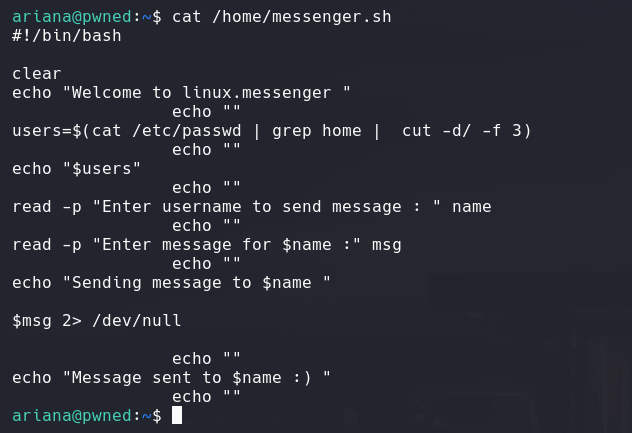 ariana@pwned:~$ cat /home/messenger.sh
#!/bin/bash

clear
echo "Welcome to linux.messenger "
                echo ""
users=$(cat /etc/passwd | grep home |  cut -d/ -f 3)
                echo ""
echo "$users"
                echo ""
read -p "Enter username to send message : " name
                echo ""
read -p "Enter message for $name :" msg
                echo ""
echo "Sending message to $name "

$msg 2> /dev/null

                echo ""
echo "Message sent to $name :) "
                echo ""
ariana@pwned:~$